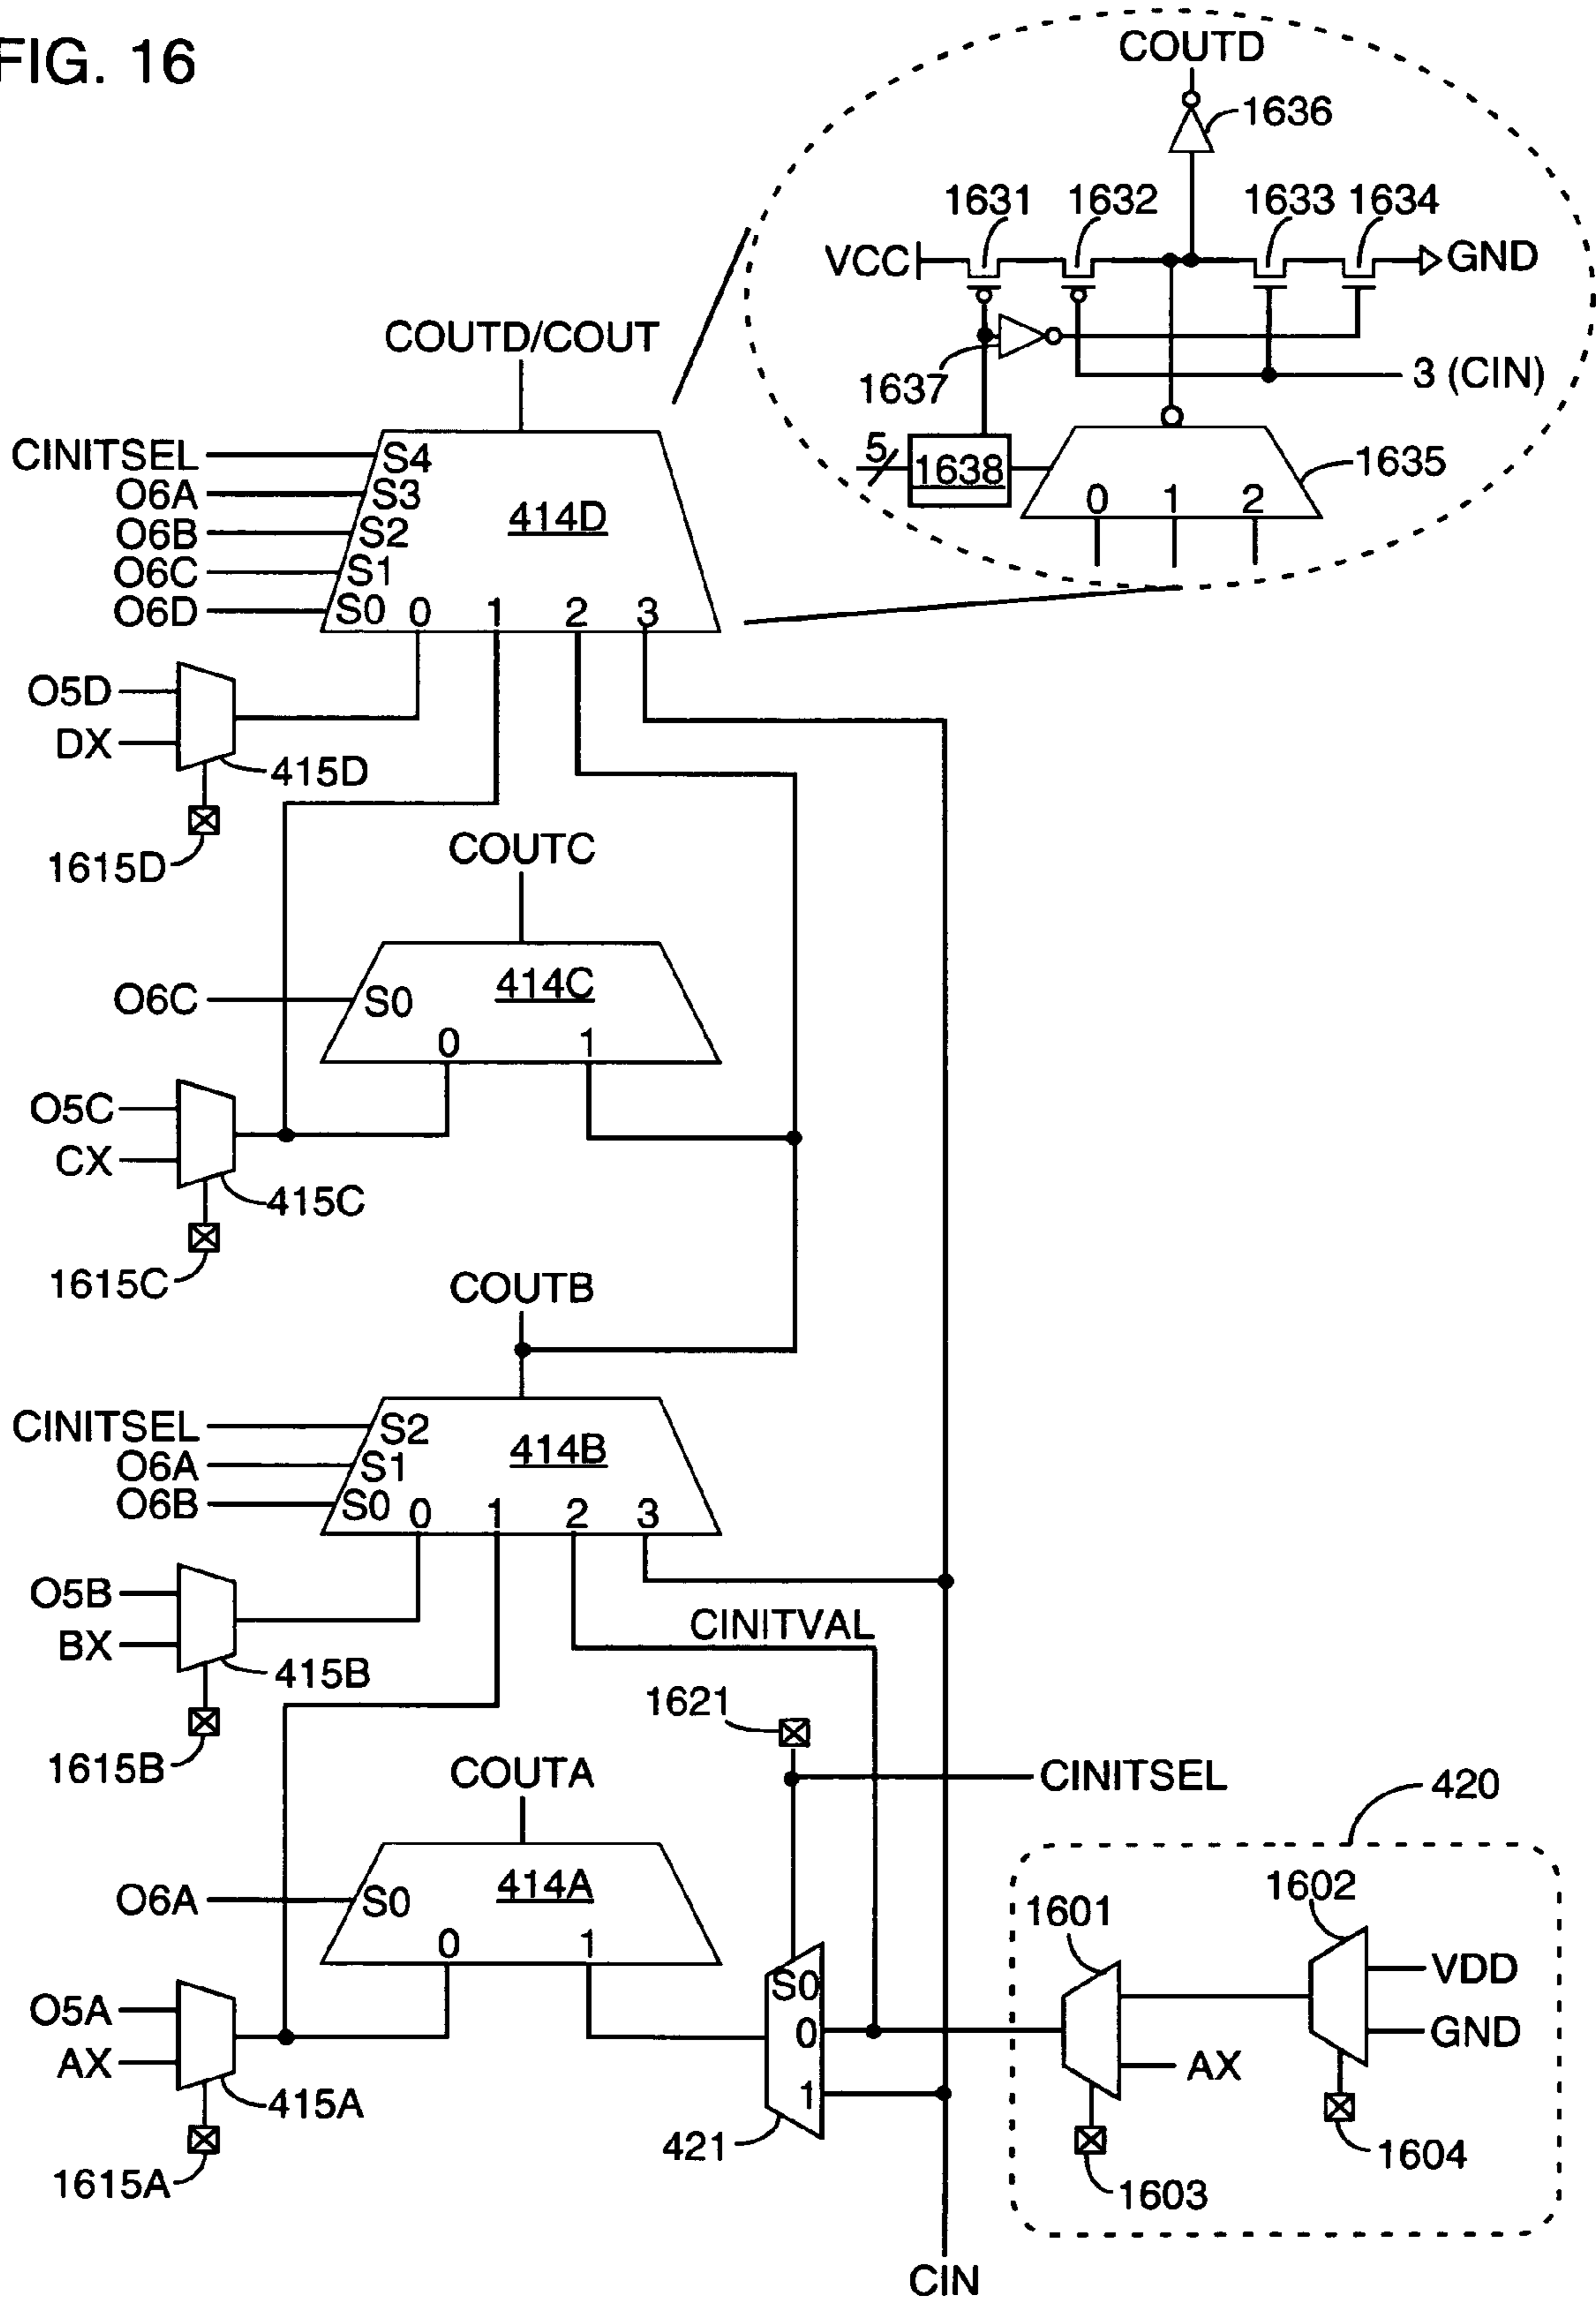 FIG. 16
COUTD
1636
1631 1632 1633 1634
VCC GND
1637
3 (CIN)
5
1638
1635
0 1 2
COUTD/COUT
CINITSEL S4
O6A S3
O6B S2
O6C S1
O6D S0
414D
0 1 2 3
O5D
DX
415D
1615D
COUTC
414C
O6C S0
0 1
O5C
CX
415C
1615C
COUTB
CINITSEL S2
O6A S1
O6B S0
414B
0 1 2 3
O5B
BX
415B
1615B
CINITVAL
1621
CINITSEL
COUTA
414A
O6A S0
0 1
O5A
AX
415A
1615A
S0
0
1
421
420
1601
1602
VDD
GND
AX
1603
1604
CIN